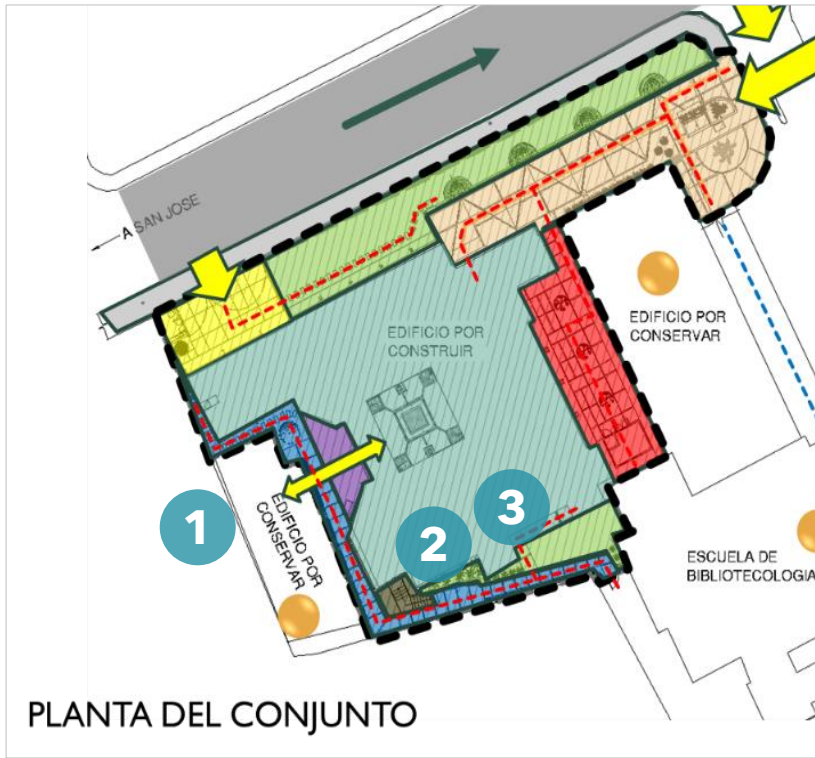 A SAN JOSE
EDIFICIO POR
CONSTRUIR
EDIFICIO POR
CONSERVAR
1
EDIFICIO POR
CONSERVAR
2
3
ESCUELA DE
BIBLIOTECOLOGIA
PLANTA DEL CONJUNTO